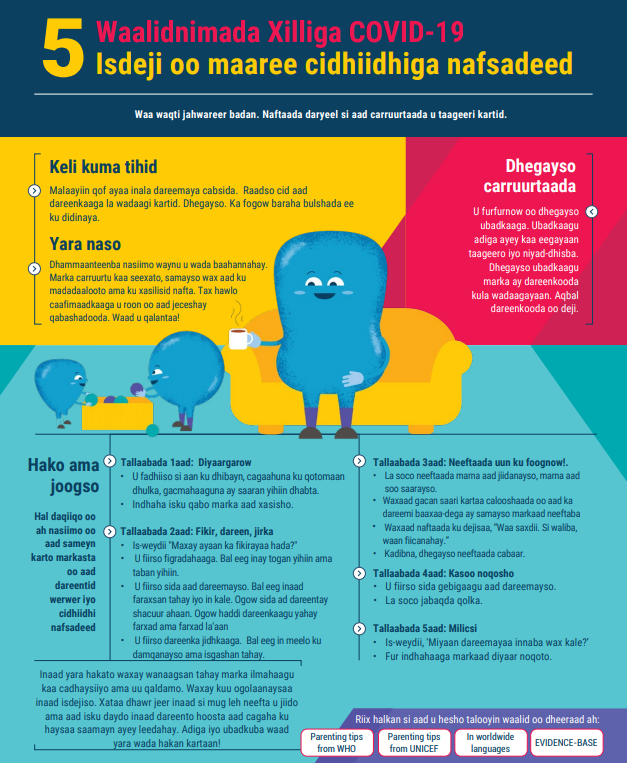 5
Waalidnimada Xilliga COVID-19
Isdeji oo maaree cidhiidhiga nafsadeed
Waa waqti jahwareer badan. Naftaada daryeel si aad carruurtaada u taageeri kartid.
Keli kuma tihid
Malaayiin qof ayaa inala dareemaya cabsida. Raadso cid aad
dareenkaaga la wadaagi kartid. Dhegayso. Ka fogow baraha bulshada ee
ku didinaya.
Yara naso
Dhammaanteenba nasiimo waynu u wada baahannahay.
Marka carruurtu kaa seexato, samayso wax aad ku
madadaalooto ama ku xasilisid nafta. Tax hawlo
caafimaadkaaga u roon oo aad jeceshay
qabashadooda. Waad u qalantaa!
Dhegayso
carruurtaada
U furfurnow oo dhegayso
ubadkaaga. Ubadkaagu
adiga ayey kaa eegayaan
taageero iyo niyad-dhisba.
Dhegayso ubadkaagu
marka ay dareenkooda
kula wadaagayaan. Aqbal
dareenkooda oo deji.
Hako ama
joogso
Hal daqiiqo oo
ah nasiimo oo
aad sameyn
karto markasta
oo aad
dareentid
werwer iyo
cidhiidhi
nafsadeed
Tallaabada 1aad: Diyaargarow
• U fadhiiso si aan ku dhibayn, cagaahuna ku qotomaan
dhulka, gacmahaaguna ay saaran yihiin dhabta.
• Indhaha isku qabo marka aad xasisho.
Tallaabada 2aad: Fikir, dareen, jirka
• Is-weydii "Maxay ayaan ka fikirayaa hada?"
• U fiirso figradahaaga. Bal eeg inay togan yihiin ama
taban yihiin.
• U fiirso sida aad dareemayso. Bal eeg inaad
faraxsan tahay iyo in kale. Ogow sida ad dareentay
shacuur ahaan. Ogow haddi dareenkaagu yahay
farxad ama farxad la'aan
• U fiirso dareenka jidhkaaga. Bal eeg in meelo ku
damqanayso ama isgashan tahay.
Tallaabada 3aad: Neeftaada uun ku foognow!.
• La soco neeftaada mama aad jiidanayso, mama aad
soo saarayso.
• Waxaad gacan saari kartaa calooshaada oo aad ka
dareemi baaxaa-dega ay samayso markaad neeftaba
• Waxaad naftaada ku dejisaa, "Waa saxdii. Si waliba,
waan fiicanahay."
• Kadibna, dhegayso neeftaada cabaar.
Tallaabada 4aad: Kasoo noqosho
• U fiirso sida gebigaagu aad dareemayso.
• La soco jabaqda qolka.
Tallaabada 5aad: Milicsi
• Is-weydii, 'Miyaan dareemayaa innaba wax kale?'
• Fur indhahaaga markaad diyaar noqoto.
Inaad yara hakato waxay wanaagsan tahay marka ilmahaagu
kaa cadhaysiiyo ama uu qaldamo. Waxay kuu ogolaanaysaa
inaad isdejiso. Xataa dhawr jeer inaad si mug leh neefta u jiido
ama aad isku daydo inaad dareento hoosta aad cagaha ku
haysaa samaayn ayey leedahay. Adiga iyo ubadkuba waad
yara wada hakan kartaan!
Riix halkan si aad u hesho talooyin waalid oo dheeraad ah:
Parenting tips
from WHO
Parenting tips
from UNICEF
In worldwide
languages
EVIDENCE-BASE